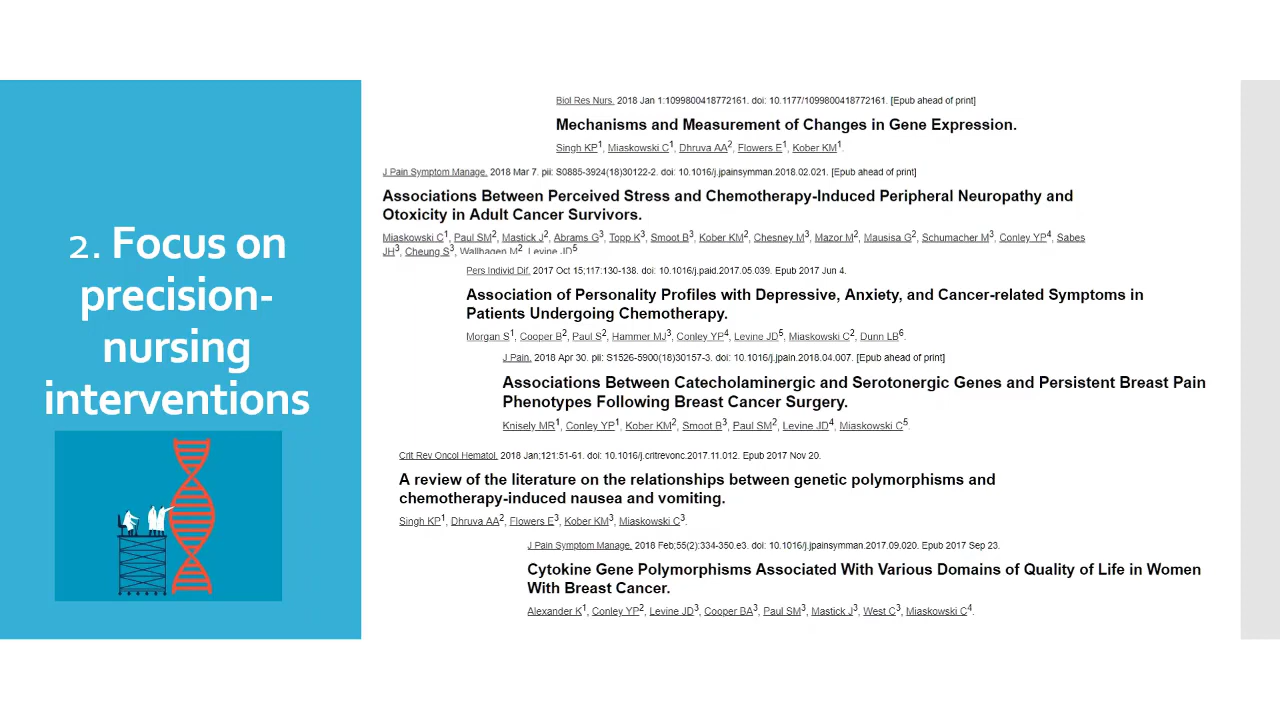 2. Focus on
precision-
nursing
interventions
Biol Res Nurs. 2018 Jan 1:1099800418772161. doi: 10.1177/1099800418772161. [Epub ahead of print]
Mechanisms and Measurement of Changes in Gene Expression.
Singh KP1, Miaskowski C1, Dhruva AA2, Flowers E1, Kober KM1.
J Pain Symptom Manage. 2018 Mar 7. pii: S0885-3924(18)30122-2. doi: 10.1016/j.jpainsymman.2018.02.021. [Epub ahead of print]
Associations Between Perceived Stress and Chemotherapy-Induced Peripheral Neuropathy and
Otoxicity in Adult Cancer Survivors.
Miaskowski C1, Paul SM2, Mastick J2, Abrams G3, Topp K3, Smoot B3, Kober KM2, Chesney M3, Mazor M2, Mausisa G2, Schumacher M3, Conley YP4, Sabes
JH3, Cheung S3, Wallhagen M2, Levine JD5
Pers Individ Dif. 2017 Oct 15;117:130-138. doi: 10.1016/j.paid.2017.05.039. Epub 2017 Jun 4.
Association of Personality Profiles with Depressive, Anxiety, and Cancer-related Symptoms in
Patients Undergoing Chemotherapy.
Morgan S1, Cooper B2, Paul S2, Hammer MJ3, Conley YP4, Levine JD5, Miaskowski C2, Dunn LB6.
J Pain. 2018 Apr 30. pii: S1526-5900(18)30157-3. doi: 10.1016/j.jpain.2018.04.007. [Epub ahead of print]
Associations Between Catecholaminergic and Serotonergic Genes and Persistent Breast Pain
Phenotypes Following Breast Cancer Surgery.
Knisely MR1, Conley YP1, Kober KM2, Smoot B3, Paul SM2, Levine JD4, Miaskowski C5.
Crit Rev Oncol Hematol. 2018 Jan;121:51-61. doi: 10.1016/j.critrevonc.2017.11.012. Epub 2017 Nov 20.
A review of the literature on the relationships between genetic polymorphisms and
chemotherapy-induced nausea and vomiting.
Singh KP1, Dhruva AA2, Flowers E3, Kober KM3, Miaskowski C3.
J Pain Symptom Manage. 2018 Feb;55(2):334-350.e3. doi: 10.1016/j.jpainsymman.2017.09.020. Epub 2017 Sep 23.
Cytokine Gene Polymorphisms Associated With Various Domains of Quality of Life in Women
With Breast Cancer.
Alexander K1, Conley YP2, Levine JD3, Cooper BA3, Paul SM3, Mastick J3, West C3, Miaskowski C4.